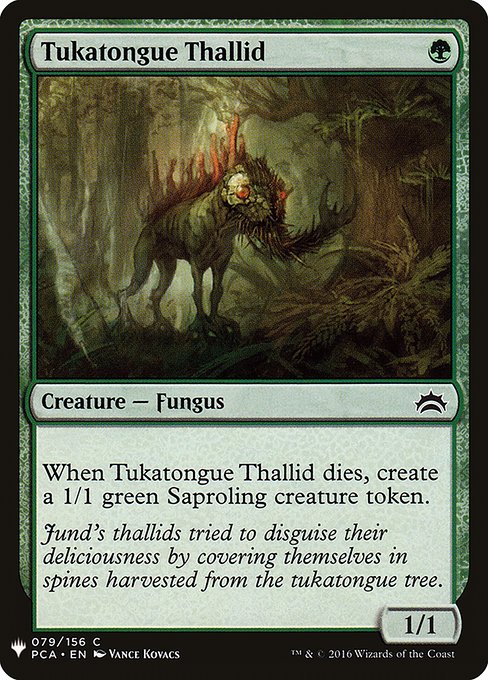 Tukatongue Thallid
Creature — Fungus
When Tukatongue Thallid dies, create
a 1/1 green Saproling creature token.
Jund's thallids tried to disguise their
deliciousness by covering themselves in
spines harvested from the tukatongue tree.
1/1
079/156 C
PCA • EN Vance Kovacs
™ & © 2016 Wizards of the Coast